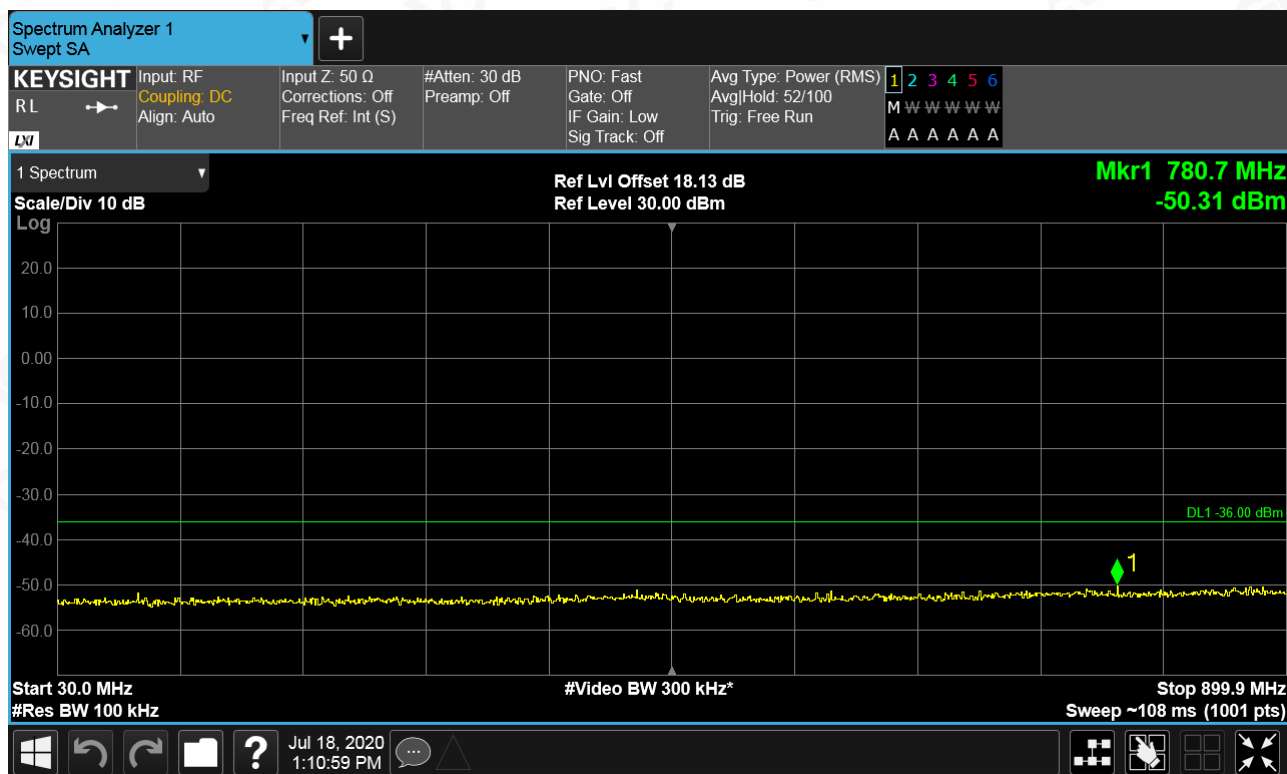 Spectrum Analyzer 1
Swept SA
+
KEYSIGHT
R L
LXI
Input: RF
Coupling: DC
Align: Auto
Input Z: 50 Ω
Corrections: Off
Freq Ref: Int (S)
#Atten: 30 dB
Preamp: Off
PNO: Fast
Gate: Off
IF Gain: Low
Sig Track: Off
Avg Type: Power (RMS)
Avg|Hold: 52/100
Trig: Free Run
1 2 3 4 5 6
M W W W W W
A A A A A A
1 Spectrum
Scale/Div 10 dB
Log
Ref Lvl Offset 18.13 dB
Ref Level 30.00 dBm
Mkr1 780.7 MHz
-50.31 dBm
20.0
10.0
0.00
-10.0
-20.0
-30.0
DL1 -36.00 dBm
-40.0
1
-50.0
-60.0
Start 30.0 MHz
#Res BW 100 kHz
#Video BW 300 kHz*
Stop 899.9 MHz
Sweep ~108 ms (1001 pts)
?
Jul 18, 2020
1:10:59 PM